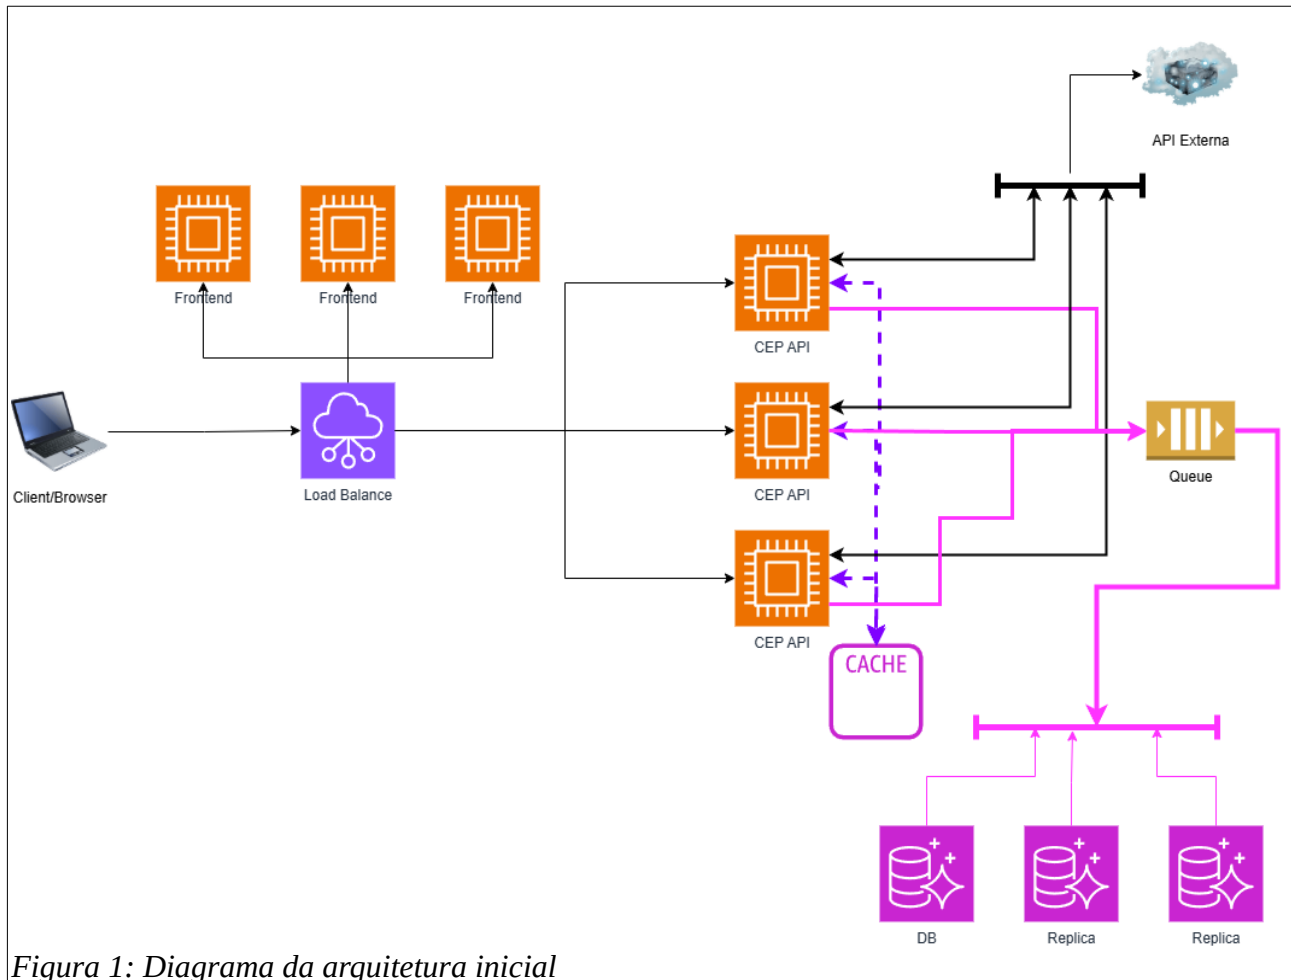 API Externa
Frontend
Frontend
Frontend
CEP API
Client/Browser
Load Balance
CEP API
Queue
CEP API
CACHE
DB
Replica
Replica
Figura 1: Diagrama da arquitetura inicial